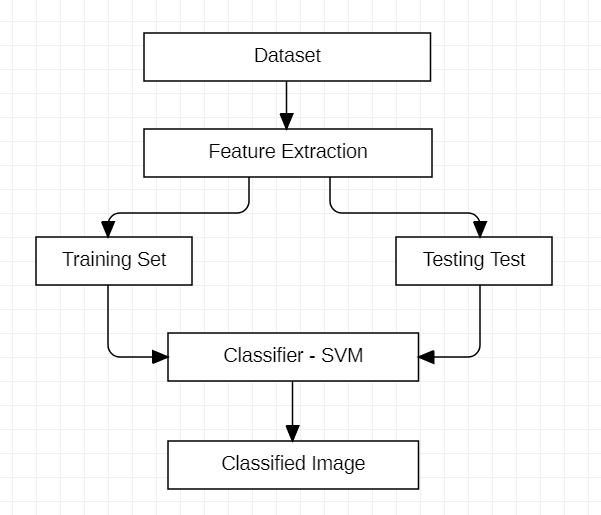 Dataset
Feature Extraction
Training Set
Testing Test
Classifier - SVM
Classified Image